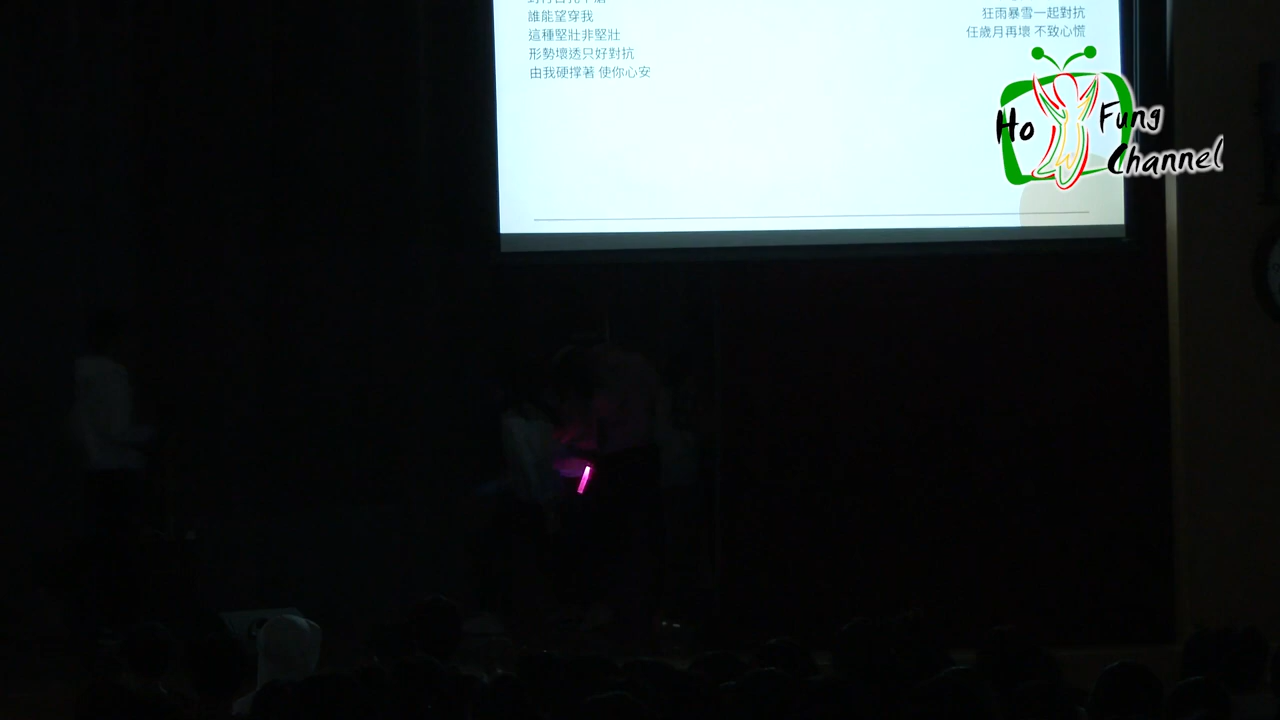 誰能望穿我
這種堅壯非堅壯
形勢壞透只好對抗
由我硬撐著 使你心安
狂雨暴雪一起對抗
任歲月再壞 不致心慌
Ho Fung
Channel